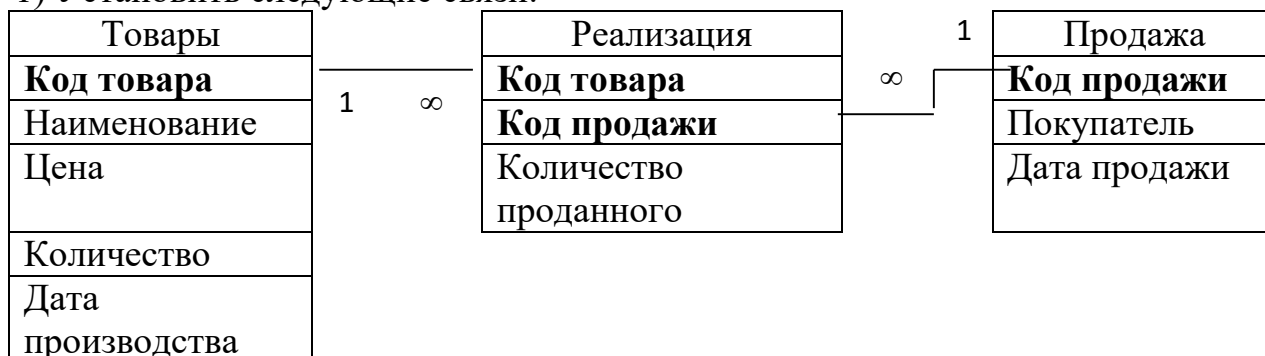 1) Установить следующие связи:
Товары
Код товара
Наименование
Цена
Количество
Дата
производства
1 ∞
Реализация
Код товара
Код продажи
Количество
проданного
∞ 1
Продажа
Код продажи
Покупатель
Дата продажи